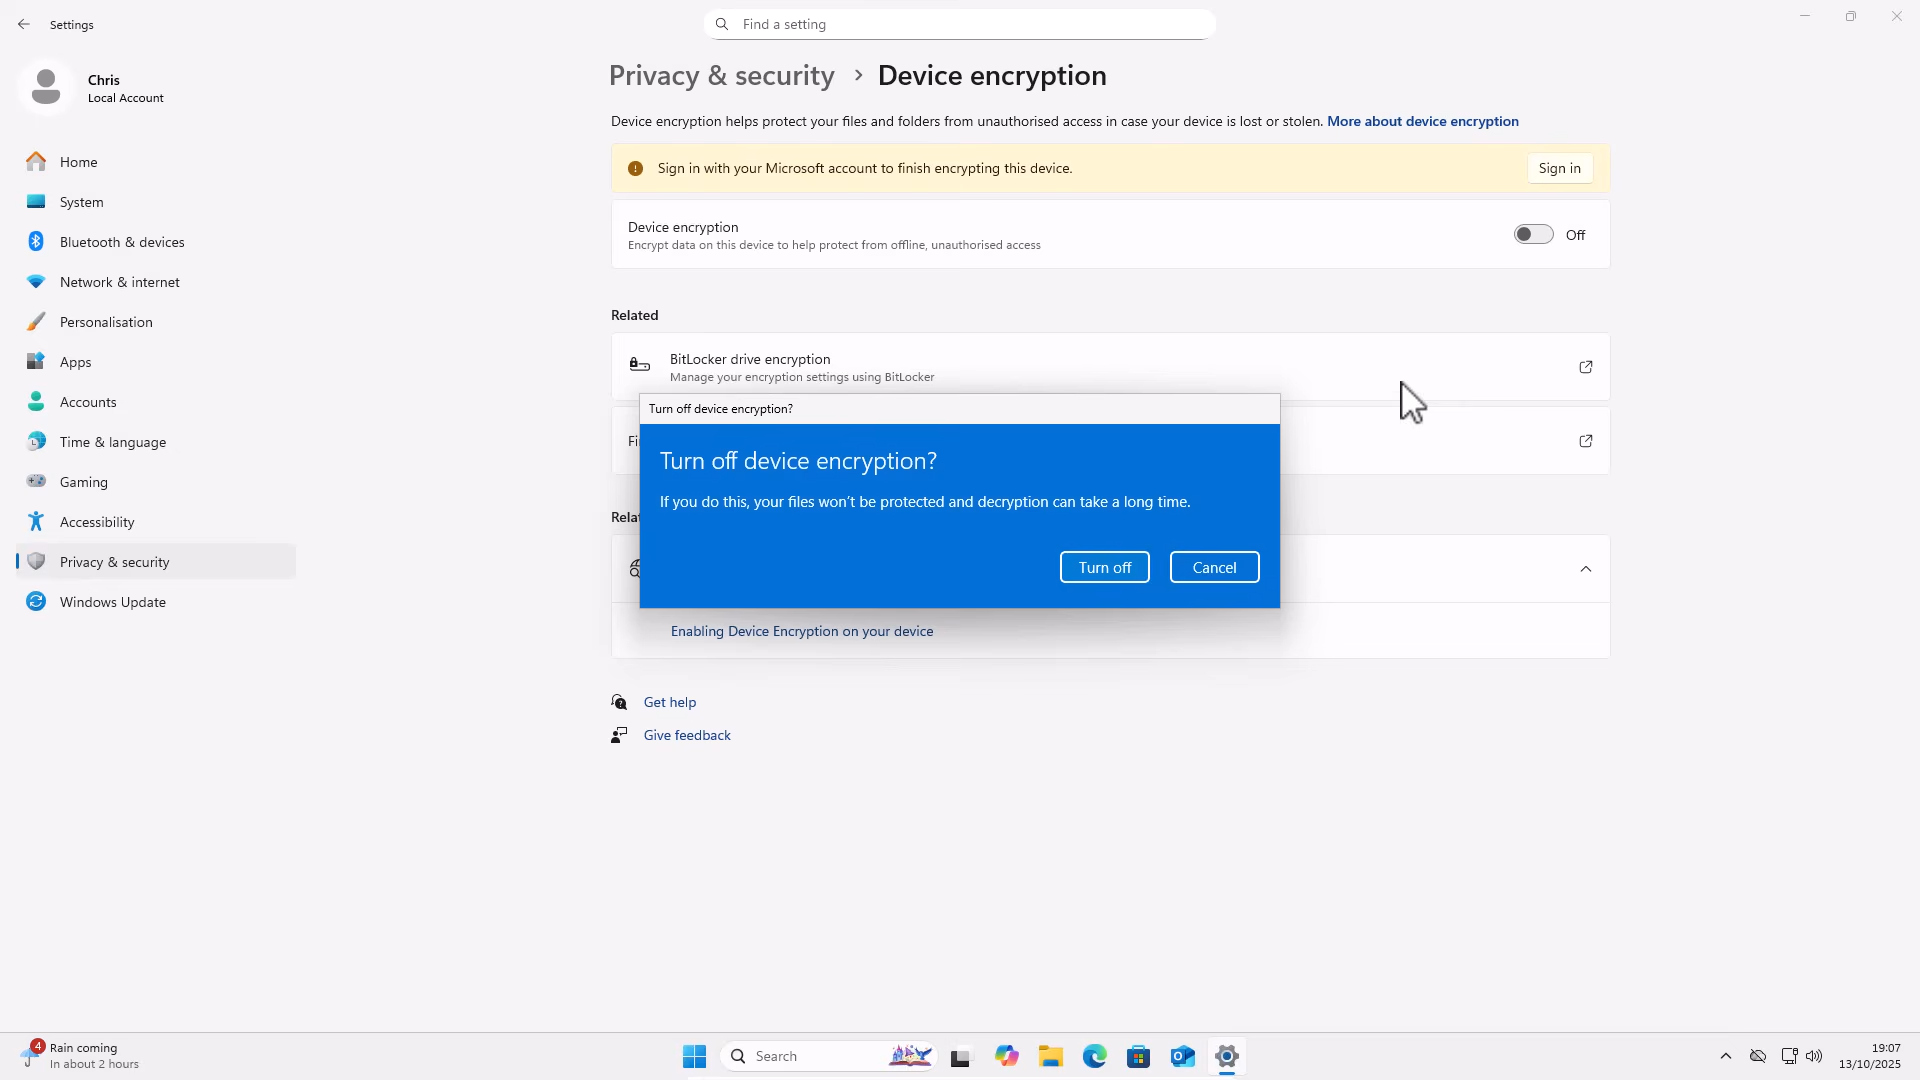 Settings
Find a setting
Chris
Local Account
Home
System
Bluetooth & devices
Network & internet
Personalisation
Apps
Accounts
Time & language
Gaming
Accessibility
Privacy & security
Windows Update
Privacy & security › Device encryption
Device encryption helps protect your files and folders from unauthorised access in case your device is lost or stolen. More about device encryption
Sign in with your Microsoft account to finish encrypting this device.
Sign in
Device encryption
Encrypt data on this device to help protect from offline, unauthorised access
Off
Related
BitLocker drive encryption
Manage your encryption settings using BitLocker
Turn off device encryption?
Turn off device encryption?
If you do this, your files won't be protected and decryption can take a long time.
Turn off
Cancel
Enabling Device Encryption on your device
Get help
Give feedback
4
Rain coming
In about 2 hours
Search
19:07
13/10/2025